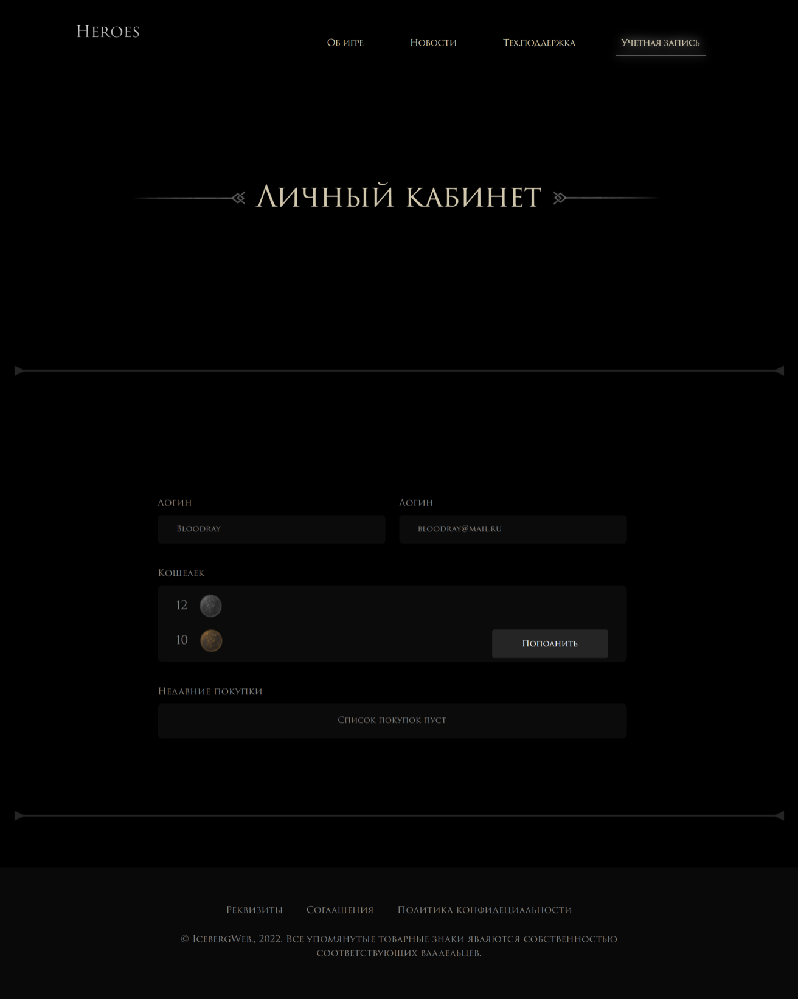 Heroes
Об игре
Новости
Тех.поддержка
Учетная запись
Личный кабинет
Логин
Логин
Bloodray
bloodray@mail.ru
Кошелек
12
10
Пополнить
Недавние покупки
Список покупок пуст
Реквизиты
Соглашения
Политика конфидециальности
© IcebergWeb., 2022. Все упомянутые товарные знаки являются собственностью
соответствующих владельцев.